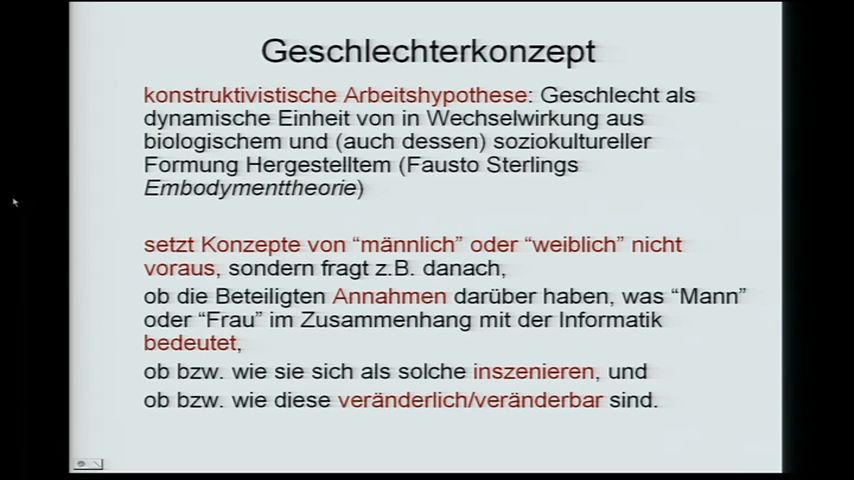 Geschlechterkonzept
konstruktivistische Arbeitshypothese: Geschlecht als
dynamische Einheit von in Wechselwirkung aus
biologischem und (auch dessen) soziokultureller
Formung Hergestelltem (Fausto Sterlings
Embodymenttheorie)
setzt Konzepte von “männlich” oder “weiblich” nicht
voraus, sondern fragt z.B. danach,
ob die Beteiligten Annahmen darüber haben, was “Mann”
oder “Frau” im Zusammenhang mit der Informatik
bedeutet,
ob bzw. wie sie sich als solche inszenieren, und
ob bzw. wie diese veränderlich/veränderbar sind.